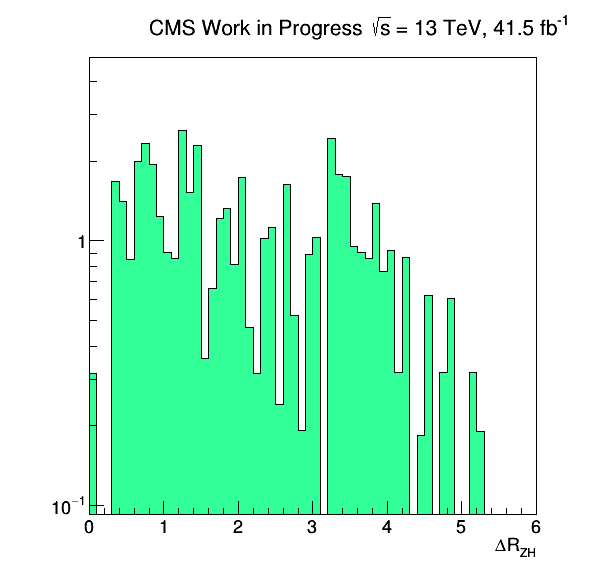 CMS Work in Progress √s = 13 TeV, 41.5 fb⁻¹
1
10⁻¹
0 1 2 3 4 5 6
ΔR_ZH